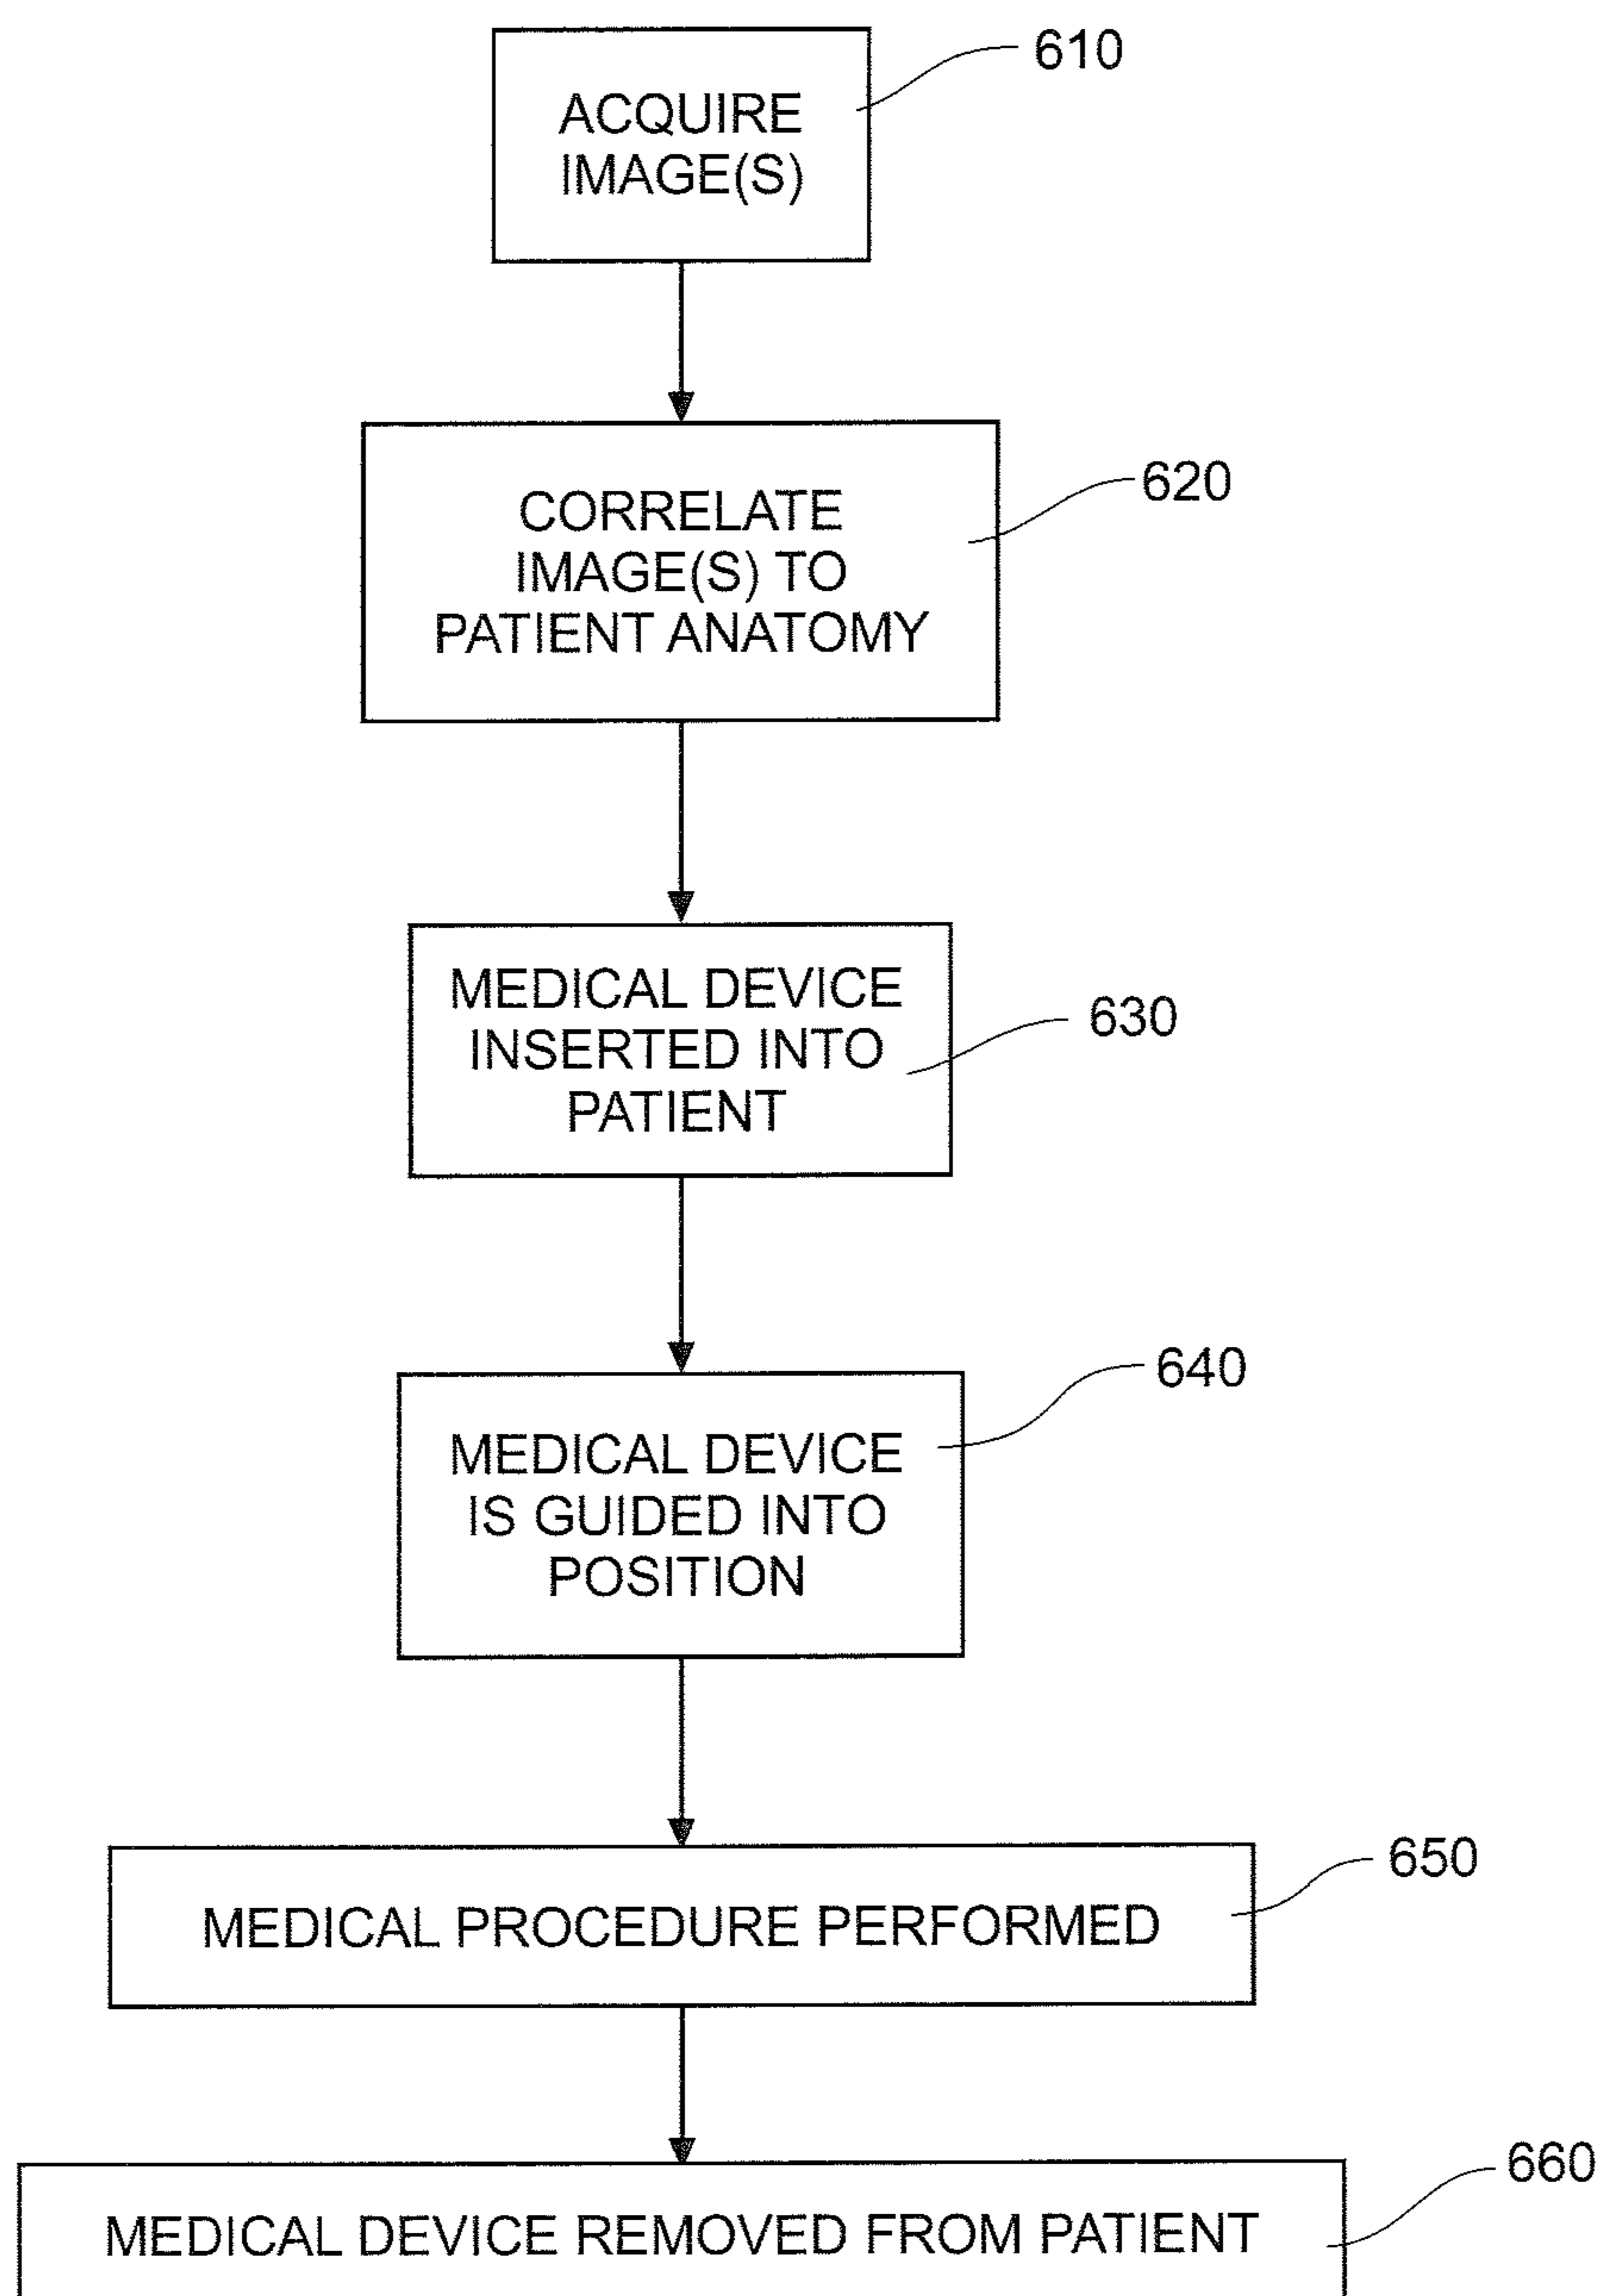 610
ACQUIRE
IMAGE(S)
620
CORRELATE
IMAGE(S) TO
PATIENT ANATOMY
MEDICAL DEVICE
630
INSERTED INTO
PATIENT
640
MEDICAL DEVICE
IS GUIDED INTO
POSITION
650
MEDICAL PROCEDURE PERFORMED
660
MEDICAL DEVICE REMOVED FROM PATIENT